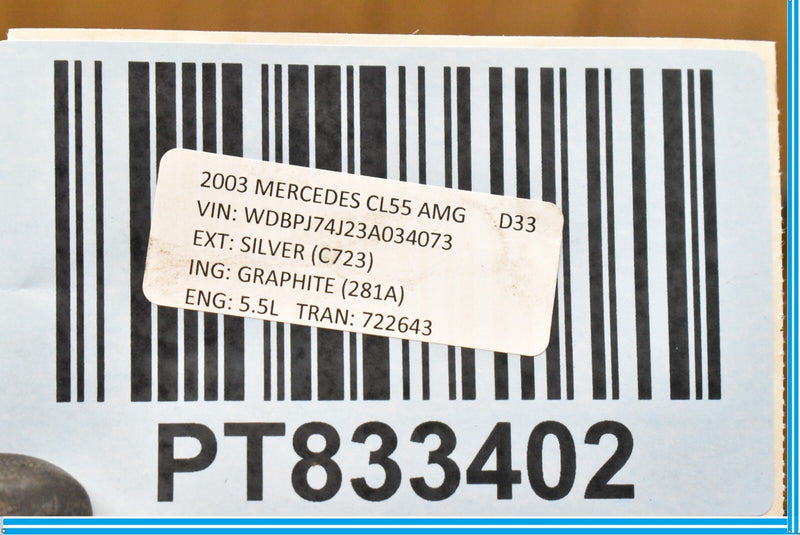 2003 MERCEDES CL55 AMG D33
VIN: WDBPJ74J23A034073
EXT: SILVER (C723)
ING: GRAPHITE (281A)
ENG: 5.5L TRAN: 722643
PT833402